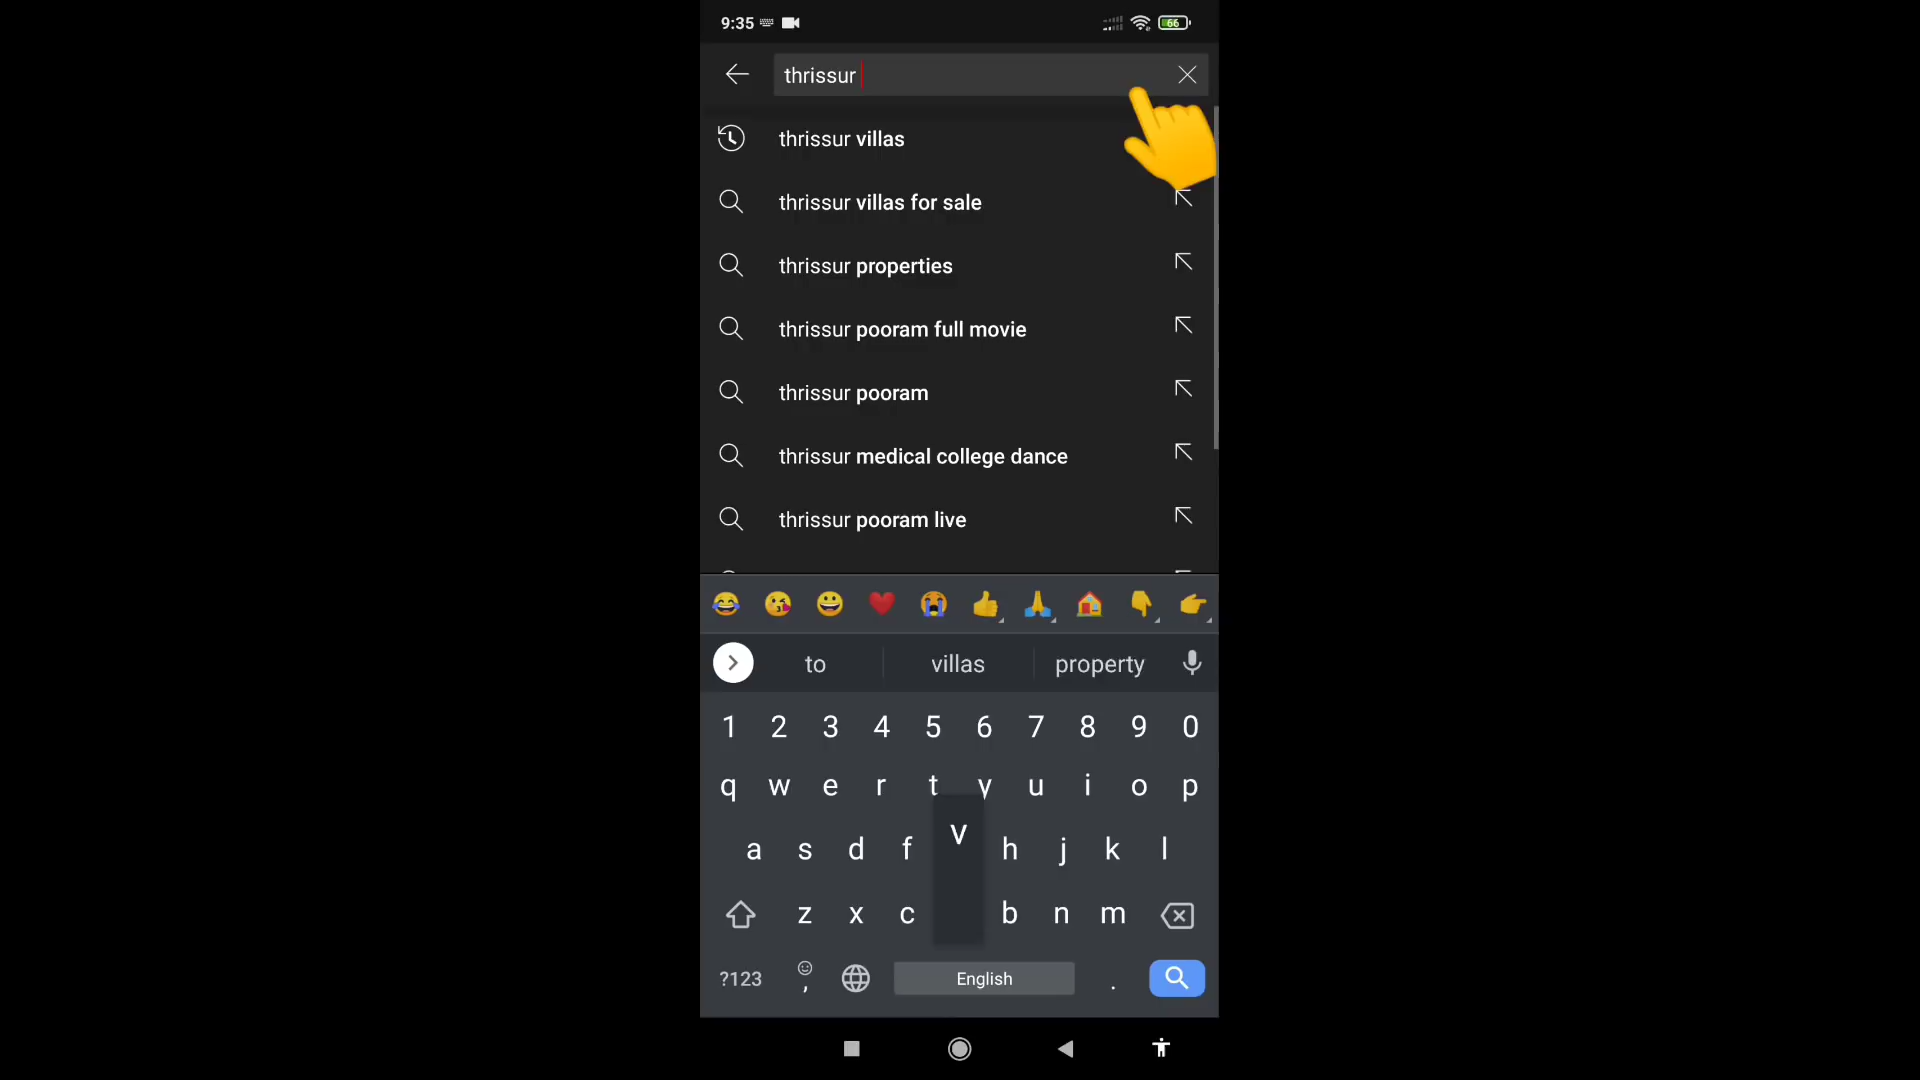 9:35 66
thrissur
thrissur villas
thrissur villas for sale
thrissur properties
thrissur pooram full movie
thrissur pooram
thrissur medical college dance
thrissur pooram live
to villas property
1 2 3 4 5 6 7 8 9 0
q w e r t y u i o p
a s d f v h j k l
z x c b n m
?123 , English .